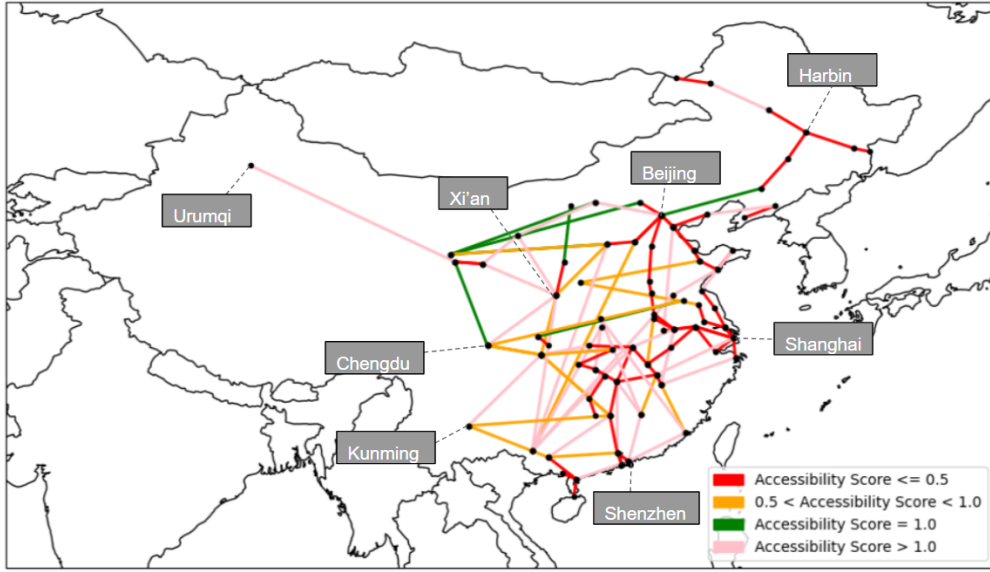 Harbin
Beijing
Xi'an
Urumqi
Shanghai
Chengdu
Kunming
Shenzhen
Accessibility Score <= 0.5
0.5 < Accessibility Score < 1.0
Accessibility Score = 1.0
Accessibility Score > 1.0